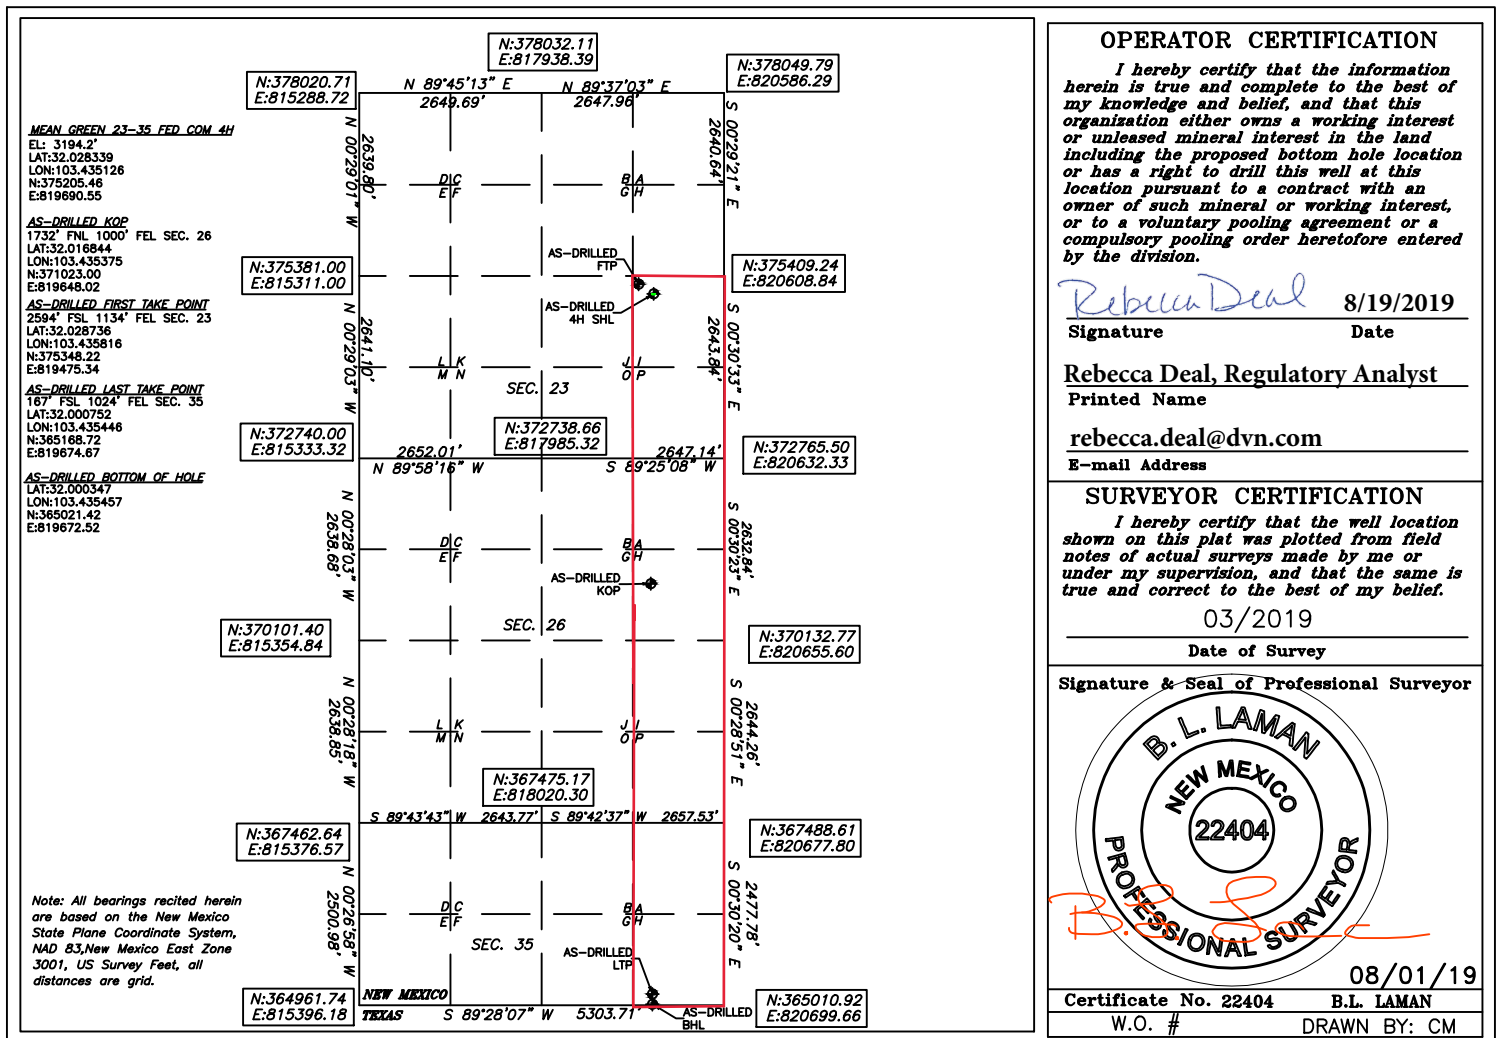 MEAN GREEN 23-35 FED COM 4H
EL: 3194.2'
LAT:32.028339
LON:103.435126
N:375205.46
E:819690.55
AS-DRILLED KOP
1732' FNL 1000' FEL SEC. 26
LAT:32.016844
LON:103.435375
N:371023.00
E:819648.02
AS-DRILLED FIRST TAKE POINT
2594' FSL 1134' FEL SEC. 23
LAT:32.028736
LON:103.435816
N:375348.22
E:819475.34
AS-DRILLED LAST TAKE POINT
167' FSL 1024' FEL SEC. 35
LAT:32.000752
LON:103.435446
N:365168.72
E:819674.67
AS-DRILLED BOTTOM OF HOLE
LAT:32.000347
LON:103.435457
N:365021.42
E:819672.52
Note: All bearings recited herein
are based on the New Mexico
State Plane Coordinate System,
NAD 83,New Mexico East Zone
3001, US Survey Feet, all
distances are grid.
N:378020.71
E:815288.72
N:378032.11
E:817938.39
N:378049.79
E:820586.29
N 89°45'13" E
2649.69'
N 89°37'03" E
2647.96'
N 00°29'01" W
2639.80'
S 00°29'21" E
2640.64'
D C
E F
B A
G H
N:375381.00
E:815311.00
AS-DRILLED
FTP
N:375409.24
E:820608.84
AS-DRILLED
4H SHL
N 00°29'03" W
2641.10'
S 00°30'33" E
2643.84'
L K
M N
J I
O P
SEC. 23
N:372740.00
E:815333.32
N:372738.66
E:817985.32
N:372765.50
E:820632.33
2652.01'
N 89°58'16" W
2647.14'
S 89°25'08" W
N 00°28'03" W
2638.68'
S 00°30'23" E
2632.84'
D C
E F
B A
G H
AS-DRILLED
KOP
SEC. 26
N:370101.40
E:815354.84
N:370132.77
E:820655.60
N 00°28'18" W
2638.85'
S 00°28'51" E
2644.26'
L K
M N
J I
O P
N:367475.17
E:818020.30
S 89°43'43" W 2643.77' S 89°42'37" W 2657.53'
N:367462.64
E:815376.57
N:367488.61
E:820677.80
N 00°26'58" W
2500.98'
S 00°30'20" E
2477.78'
D C
E F
B A
G H
SEC. 35
AS-DRILLED
LTP
N:364961.74
E:815396.18
NEW MEXICO
TEXAS
S 89°28'07" W 5303.71'
AS-DRILLED
BHL
N:365010.92
E:820699.66
OPERATOR CERTIFICATION
I hereby certify that the information
herein is true and complete to the best of
my knowledge and belief, and that this
organization either owns a working interest
or unleased mineral interest in the land
including the proposed bottom hole location
or has a right to drill this well at this
location pursuant to a contract with an
owner of such mineral or working interest,
or to a voluntary pooling agreement or a
compulsory pooling order heretofore entered
by the division.
Rebecca Deal 8/19/2019
Signature Date
Rebecca Deal, Regulatory Analyst
Printed Name
rebecca.deal@dvn.com
E-mail Address
SURVEYOR CERTIFICATION
I hereby certify that the well location
shown on this plat was plotted from field
notes of actual surveys made by me or
under my supervision, and that the same is
true and correct to the best of my belief.
03/2019
Date of Survey
Signature & Seal of Professional Surveyor
B. L. LAMAN
NEW MEXICO
22404
PROFESSIONAL SURVEYOR
08/01/19
Certificate No. 22404 B.L. LAMAN
W.O. # DRAWN BY: CM